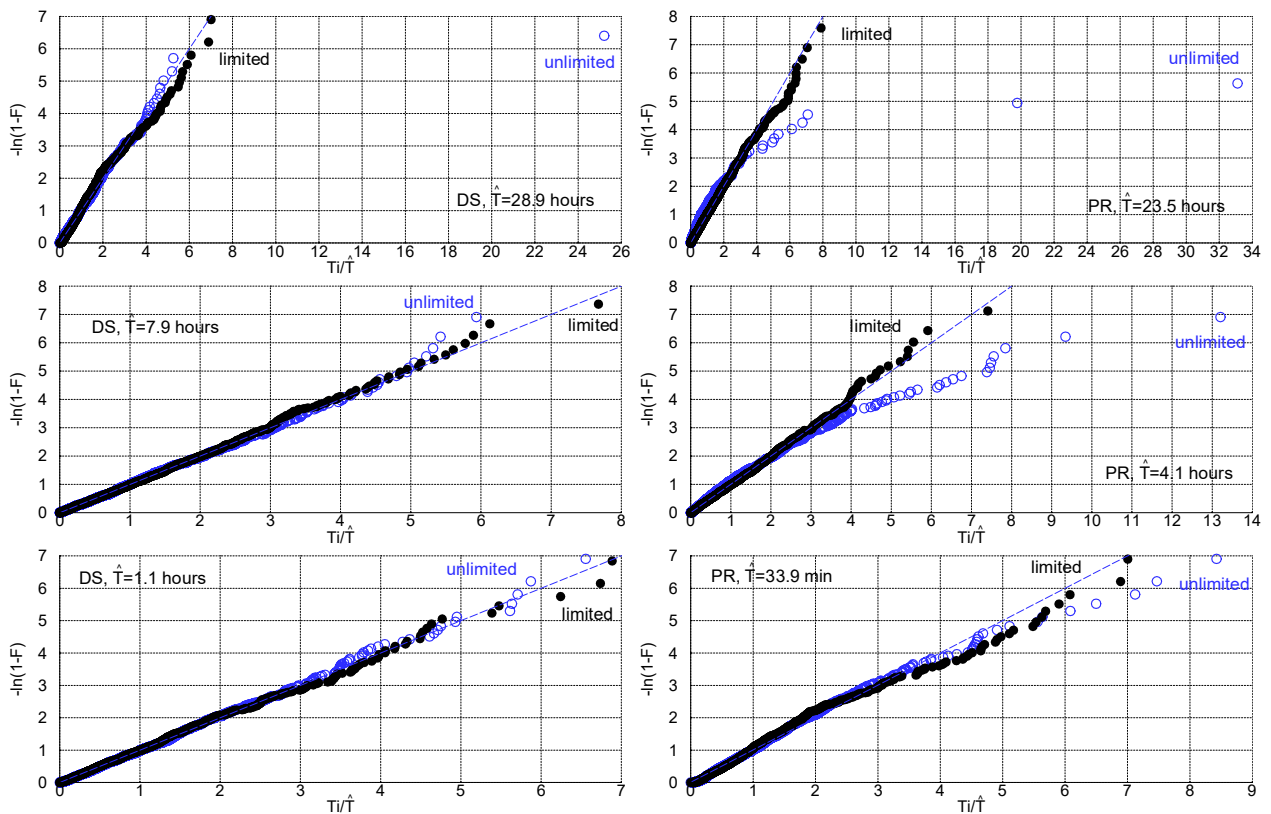 7
6
5
4
3
2
1
0
-ln(1-F)
limited
unlimited
DS, T̂=28.9 hours
2 4 6 8 10 12 14 16 18 20 22 24 26
Ti/T̂
8
7
6
5
4
3
2
1
0
-ln(1-F)
limited
unlimited
PR, T̂=23.5 hours
0 2 4 6 8 10 12 14 16 18 20 22 24 26 28 30 32 34
Ti/T̂
8
7
6
5
4
3
2
1
0
-ln(1-F)
unlimited
DS, T̂=7.9 hours
limited
0 1 2 3 4 5 6 7 8
Ti/T̂
8
7
6
5
4
3
2
1
0
-ln(1-F)
limited
unlimited
PR, T̂=4.1 hours
0 1 2 3 4 5 6 7 8 9 10 11 12 13 14
Ti/T̂
7
6
5
4
3
2
1
0
-ln(1-F)
DS, T̂=1.1 hours
unlimited
limited
0 1 2 3 4 5 6 7
Ti/T̂
7
6
5
4
3
2
1
0
-ln(1-F)
PR, T̂=33.9 min
limited
unlimited
0 1 2 3 4 5 6 7 8 9
Ti/T̂